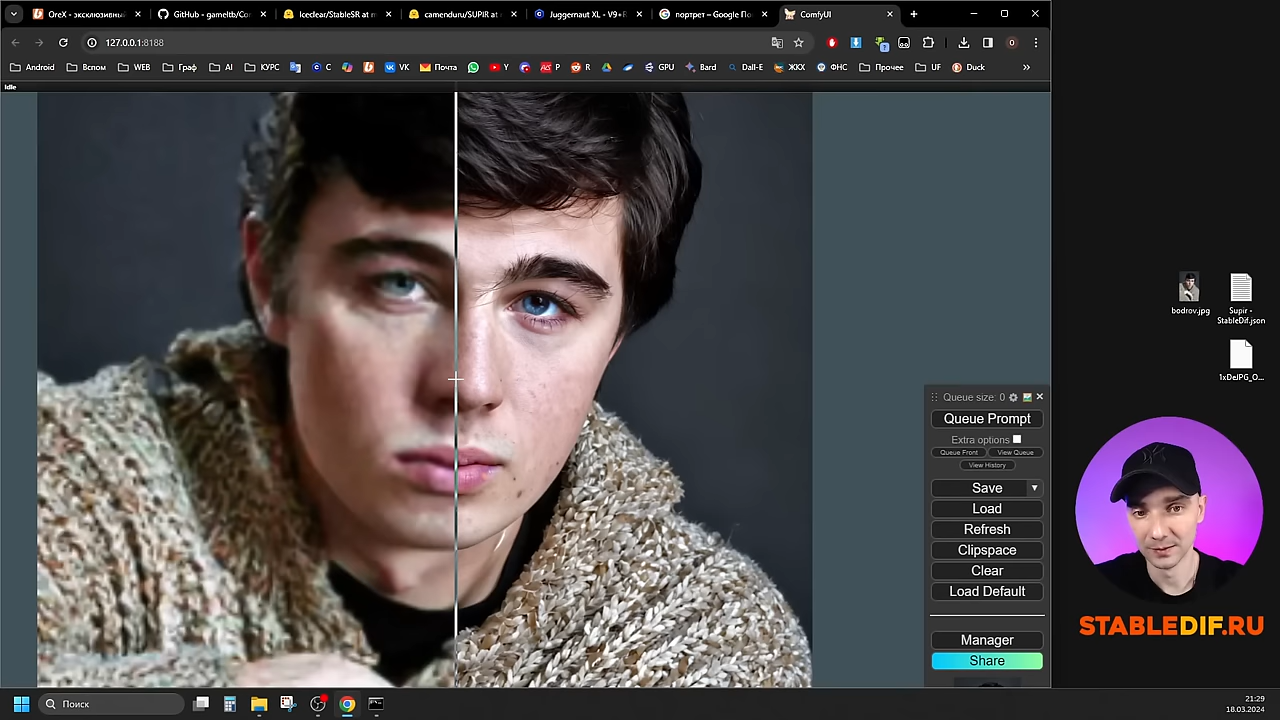 OreX - эксклюзивный
GitHub - gameltb/Con
Iceclear/StableSR at m
camenduru/SUPIR at
Juggernaut XL - V9+R
портрет – Google По
ComfyUI
127.0.0.1:8188
Android Вспом WEB Граф AI КУРС C VK Почта Y P R GPU Bard Dall-E ЖКХ ФНС Прочее UF Duck
Idle
bodrov.jpg
Supir -
StableDif.json
1xDeJPG_O...
Queue size: 0
Queue Prompt
Extra options
Queue Front View Queue
View History
Save
Load
Refresh
Clipspace
Clear
Load Default
Manager
Share
STABLEDIF.RU
Поиск
21:29
18.03.2024